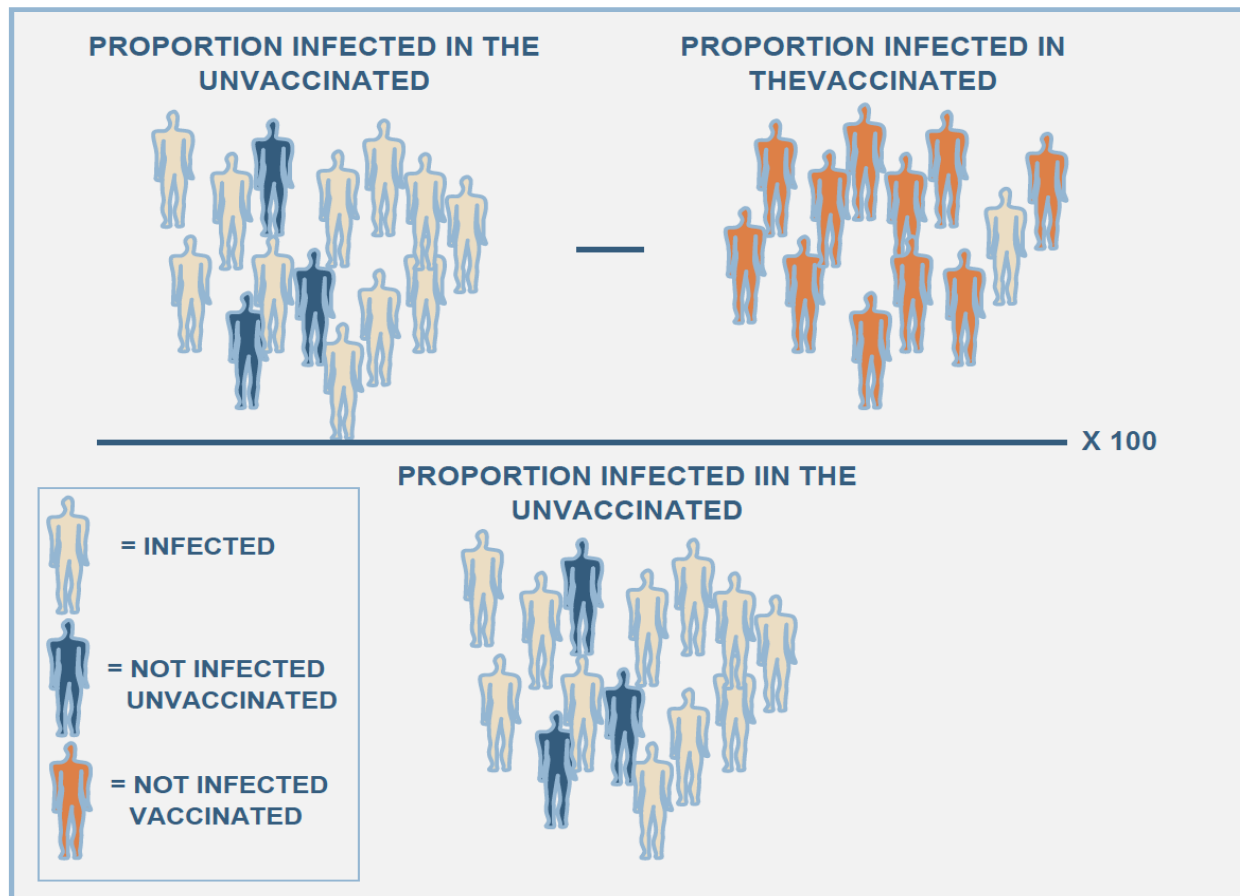 PROPORTION INFECTED IN THE
UNVACCINATED
PROPORTION INFECTED IN
THEVACCINATED
X 100
PROPORTION INFECTED IIN THE
UNVACCINATED
= INFECTED
= NOT INFECTED
UNVACCINATED
= NOT INFECTED
VACCINATED